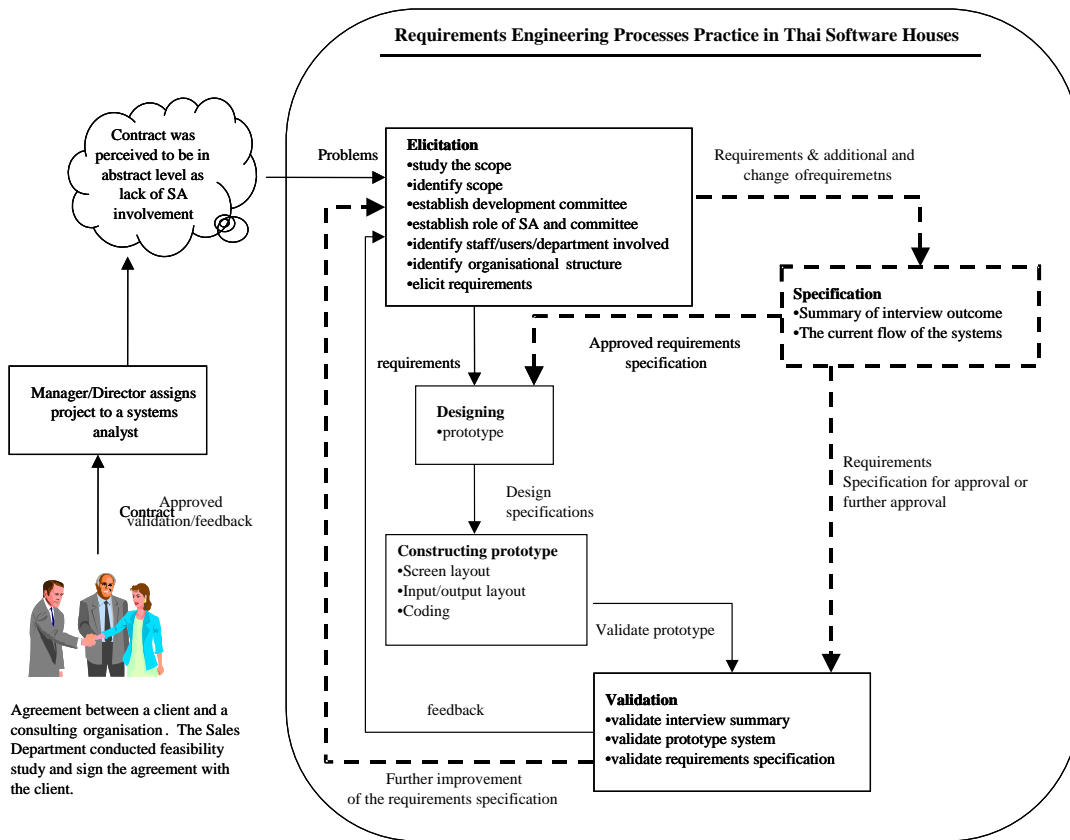 Requirements Engineering Processes Practice in Thai Software Houses
Contract was
perceived to be in
abstract level as
lack of SA
involvement
Problems
Elicitation
•study the scope
•identify scope
•establish development committee
•establish role of SA and committee
•identify staff/users/department involved
•identify organisational structure
•elicit requirements
Requirements & additional and
change ofrequiremetns
Specification
•Summary of interview outcome
•The current flow of the systems
Approved requirements
specification
requirements
Manager/Director assigns
project to a systems
analyst
Designing
•prototype
Requirements
Specification for approval or
further approval
Contract
Approved
validation/feedback
Design
specifications
Constructing prototype
•Screen layout
•Input/output layout
•Coding
Validate prototype
Validation
•validate interview summary
•validate prototype system
•validate requirements specification
feedback
Further improvement
of the requirements specification
Agreement between a client and a
consulting organisation. The Sales
Department conducted feasibility
study and sign the agreement with
the client.